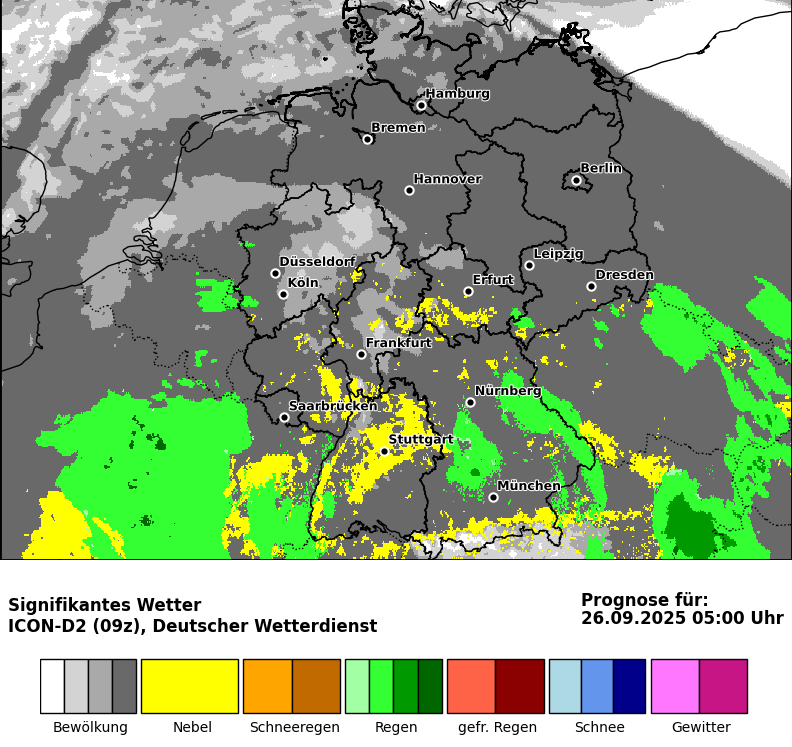 Hamburg
Bremen
Berlin
Hannover
Leipzig
Düsseldorf
Dresden
Erfurt
Köln
Frankfurt
Nürnberg
Saarbrücken
Stuttgart
München
Signifikantes Wetter
ICON-D2 (09z), Deutscher Wetterdienst
Prognose für:
26.09.2025 05:00 Uhr
Bewölkung Nebel Schneeregen Regen gefr. Regen Schnee Gewitter